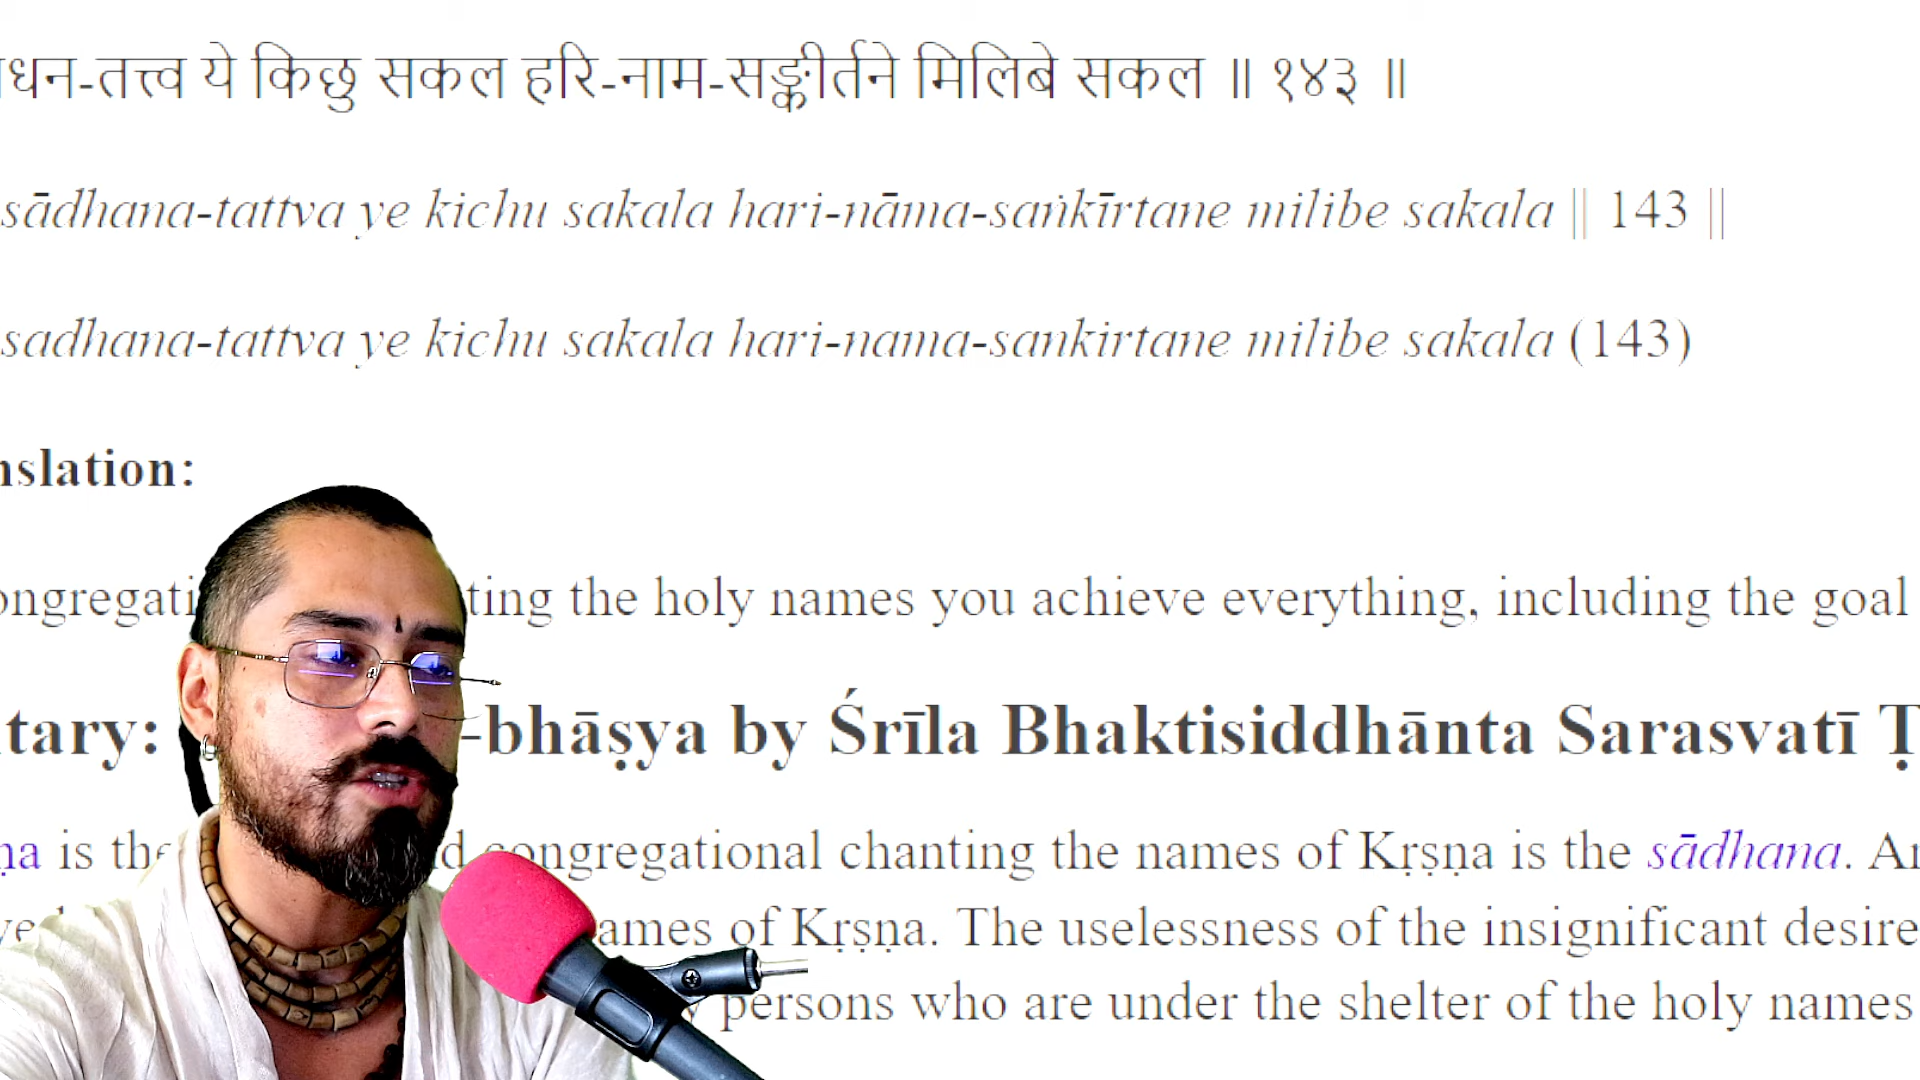 धन-तत्त्व ये किछु सकल हरि-नाम-सङ्कीर्तने मिलिबे सकल ॥ १४३ ॥
sādhana-tattva ye kichu sakala hari-nāma-saṅkīrtane milibe sakala || 143 ||
sadhana-tattva ye kichu sakala hari-nama-sankirtane milibe sakala (143)
nslation:
ongregati ting the holy names you achieve everything, including the goal
tary: -bhāṣya by Śrīla Bhaktisiddhānta Sarasvatī Ṭ
ṇa is the d congregational chanting the names of Kṛṣṇa is the sādhana. Ar
ames of Kṛṣṇa. The uselessness of the insignificant desire
persons who are under the shelter of the holy names